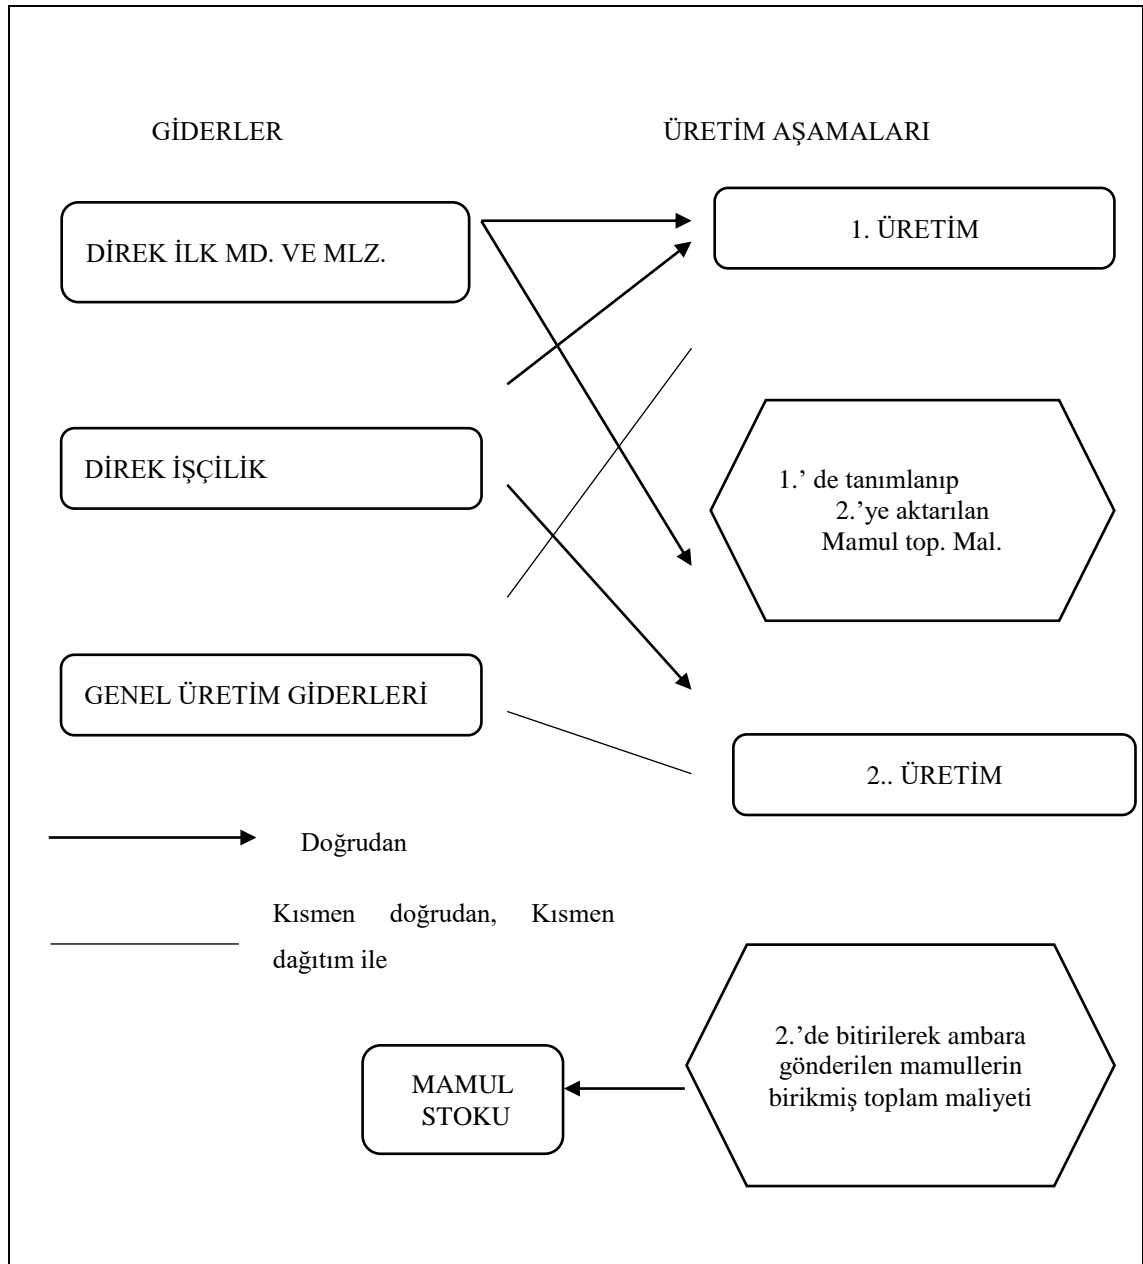 GİDERLER
ÜRETİM AŞAMALARI
DİREK İLK MD. VE MLZ.
1. ÜRETİM
DİREK İŞÇİLİK
1.’ de tanımlanıp
2.’ye aktarılan
Mamul top. Mal.
GENEL ÜRETİM GİDERLERİ
2.. ÜRETİM
Doğrudan
Kısmen doğrudan, Kısmen
dağıtım ile
MAMUL
STOKU
2.’de bitirilerek ambara
gönderilen mamullerin
birikmiş toplam maliyeti